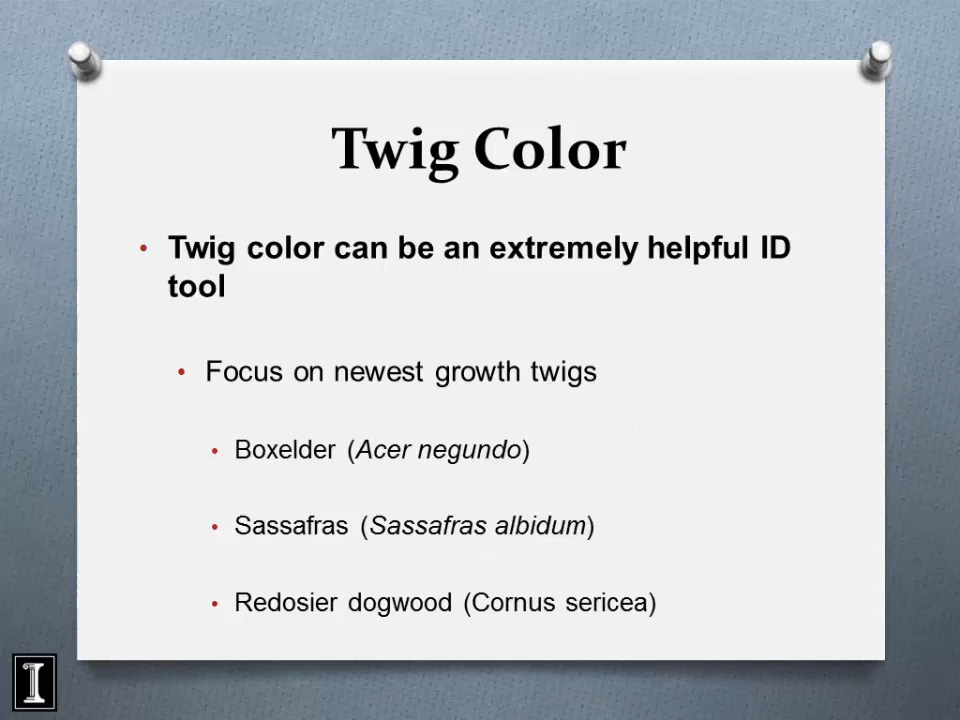 Twig Color
• Twig color can be an extremely helpful ID
tool
• Focus on newest growth twigs
• Boxelder (Acer negundo)
• Sassafras (Sassafras albidum)
• Redosier dogwood (Cornus sericea)
I